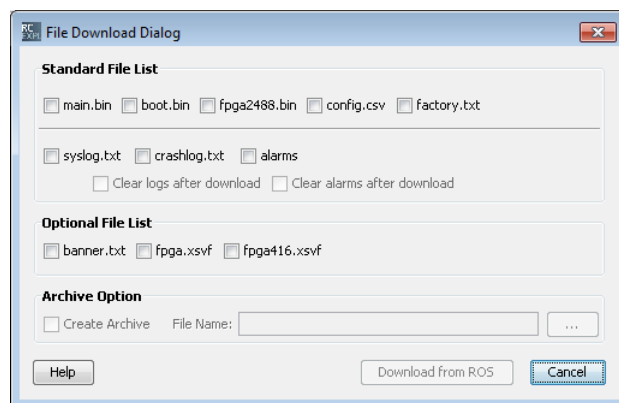 RC
EXPL
File Download Dialog
Standard File List
main.bin boot.bin fpga2488.bin config.csv factory.txt
syslog.txt crashlog.txt alarms
Clear logs after download Clear alarms after download
Optional File List
banner.txt fpga.xsvf fpga416.xsvf
Archive Option
Create Archive File Name: ...
Help Download from ROS Cancel